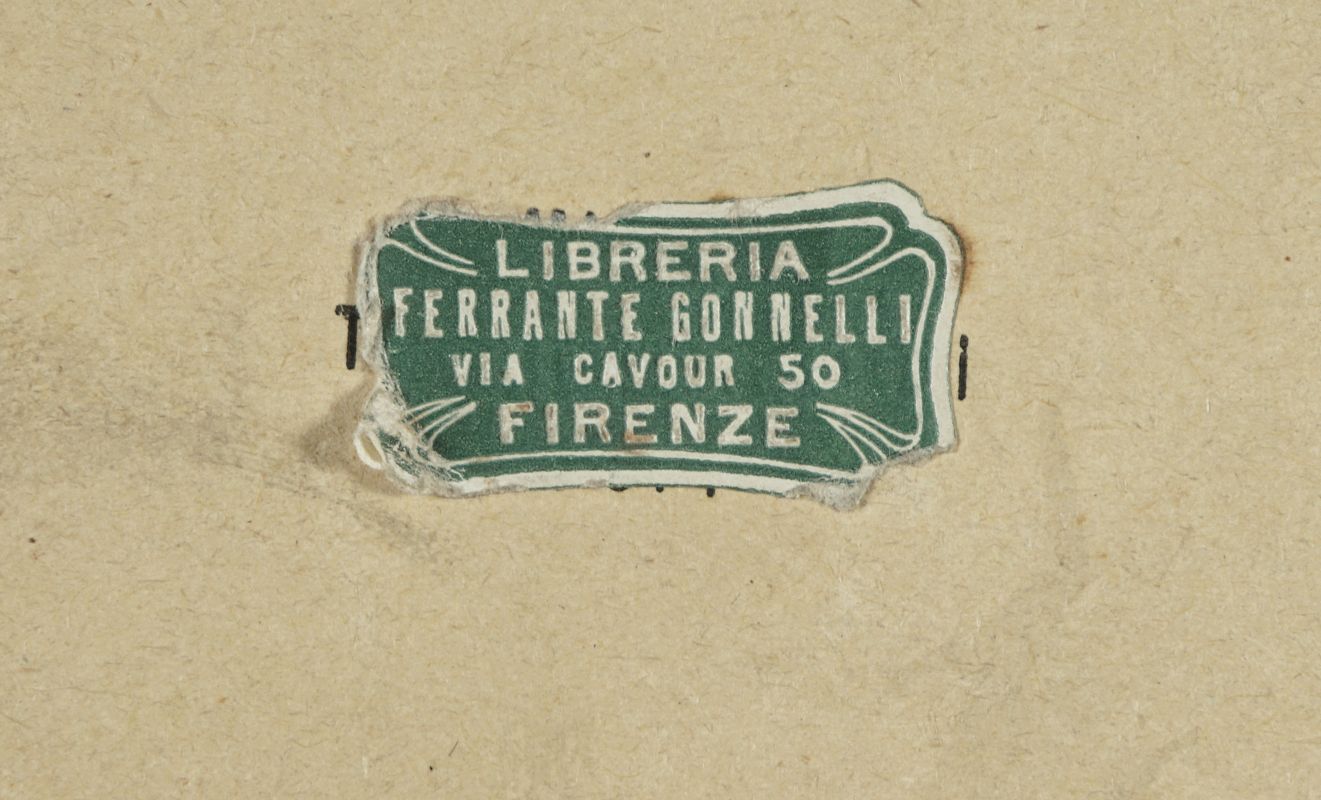 LIBRERIA
FERRANTE GONNELLI
VIA CAVOUR 50
FIRENZE